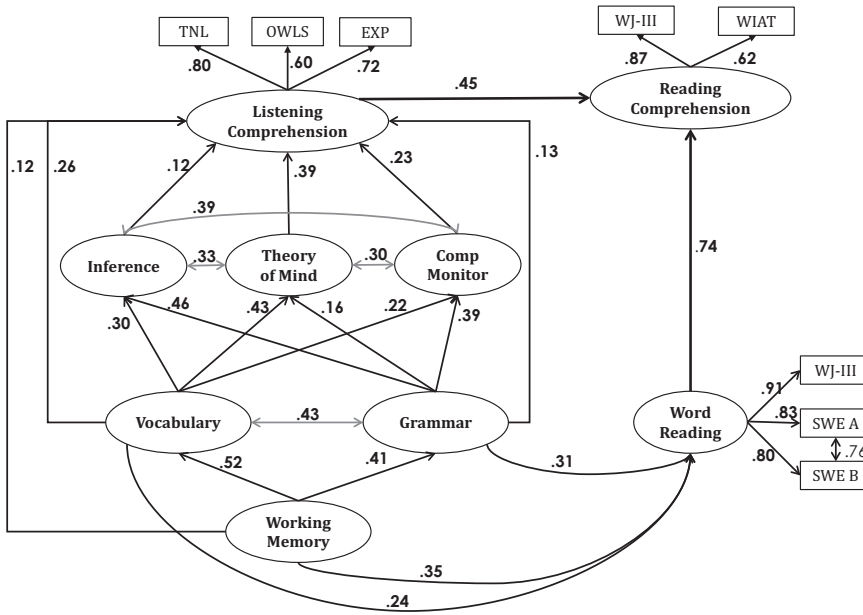 TNL
OWLS
EXP
WJ-III
WIAT
.80
.60
.72
.87
.62
Listening
Comprehension
.45
Reading
Comprehension
.12
.26
.12
.39
.23
.13
.39
Inference
.33
Theory
of Mind
.30
Comp
Monitor
.74
.30
.46
.43
.16
.22
.39
WJ-III
.91
Vocabulary
.43
Grammar
Word
Reading
.83
SWE A
.76
.80
SWE B
.52
.41
.31
Working
Memory
.35
.24